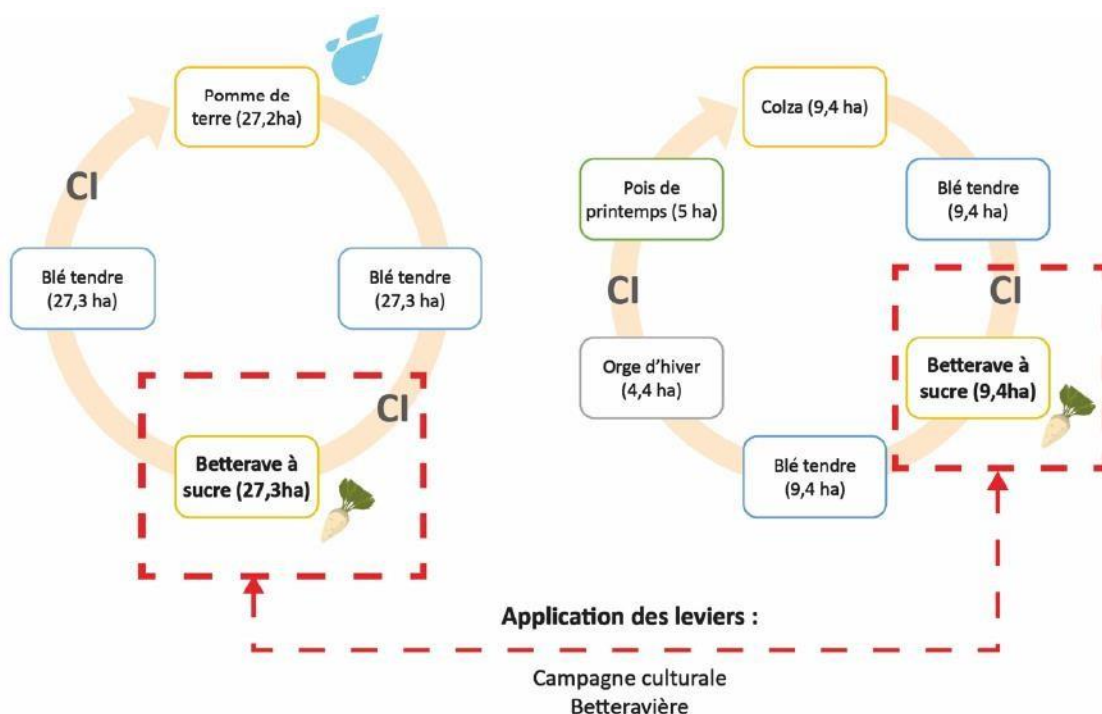 Pomme de
terre (27,2ha)
CI
Blé tendre
(27,3 ha)
Blé tendre
(27,3 ha)
CI
Betterave à
sucre (27,3ha)
Colza (9,4 ha)
Pois de
printemps (5 ha)
Blé tendre
(9,4 ha)
CI
CI
Orge d’hiver
(4,4 ha)
Betterave à
sucre (9,4ha)
Blé tendre
(9,4 ha)
Application des leviers :
Campagne culturale
Betteravière